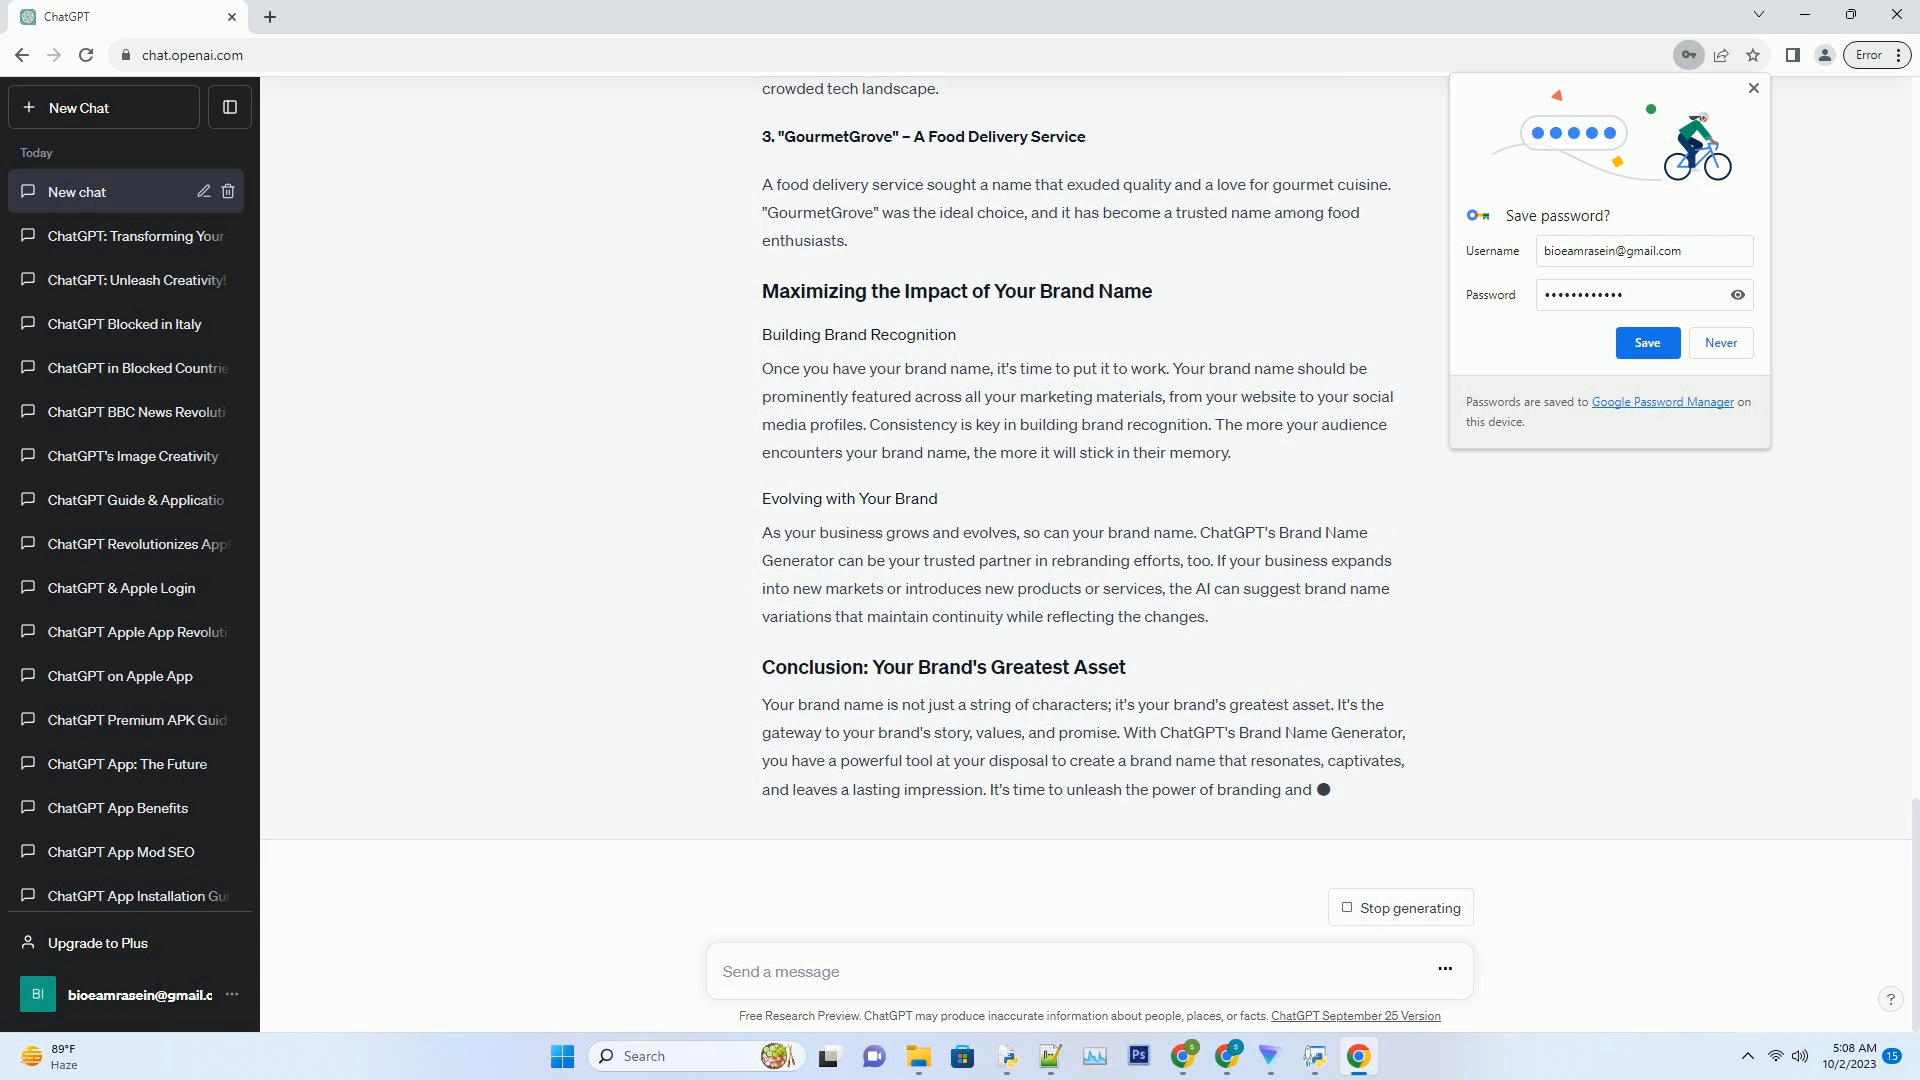 ChatGPT
chat.openai.com
Error
New Chat
Today
New chat
ChatGPT: Transforming Your
ChatGPT: Unleash Creativity!
ChatGPT Blocked in Italy
ChatGPT in Blocked Countrie
ChatGPT BBC News Revoluti
ChatGPT's Image Creativity
ChatGPT Guide & Applicatio
ChatGPT Revolutionizes App
ChatGPT & Apple Login
ChatGPT Apple App Revoluti
ChatGPT on Apple App
ChatGPT Premium APK Guid
ChatGPT App: The Future
ChatGPT App Benefits
ChatGPT App Mod SEO
ChatGPT App Installation Gui
Upgrade to Plus
BI
bioeamrasein@gmail.c
crowded tech landscape.
3. "GourmetGrove" – A Food Delivery Service
A food delivery service sought a name that exuded quality and a love for gourmet cuisine.
"GourmetGrove" was the ideal choice, and it has become a trusted name among food
enthusiasts.
Maximizing the Impact of Your Brand Name
Building Brand Recognition
Once you have your brand name, it's time to put it to work. Your brand name should be
prominently featured across all your marketing materials, from your website to your social
media profiles. Consistency is key in building brand recognition. The more your audience
encounters your brand name, the more it will stick in their memory.
Evolving with Your Brand
As your business grows and evolves, so can your brand name. ChatGPT's Brand Name
Generator can be your trusted partner in rebranding efforts, too. If your business expands
into new markets or introduces new products or services, the AI can suggest brand name
variations that maintain continuity while reflecting the changes.
Conclusion: Your Brand's Greatest Asset
Your brand name is not just a string of characters; it's your brand's greatest asset. It's the
gateway to your brand's story, values, and promise. With ChatGPT's Brand Name Generator,
you have a powerful tool at your disposal to create a brand name that resonates, captivates,
and leaves a lasting impression. It's time to unleash the power of branding and
Stop generating
Send a message
Free Research Preview. ChatGPT may produce inaccurate information about people, places, or facts. ChatGPT September 25 Version
?
Save password?
Username bioeamrasein@gmail.com
Password ••••••••••••
Save Never
Passwords are saved to Google Password Manager on
this device.
89°F
Haze
Search
Ps
S
S
5:08 AM
10/2/2023
15